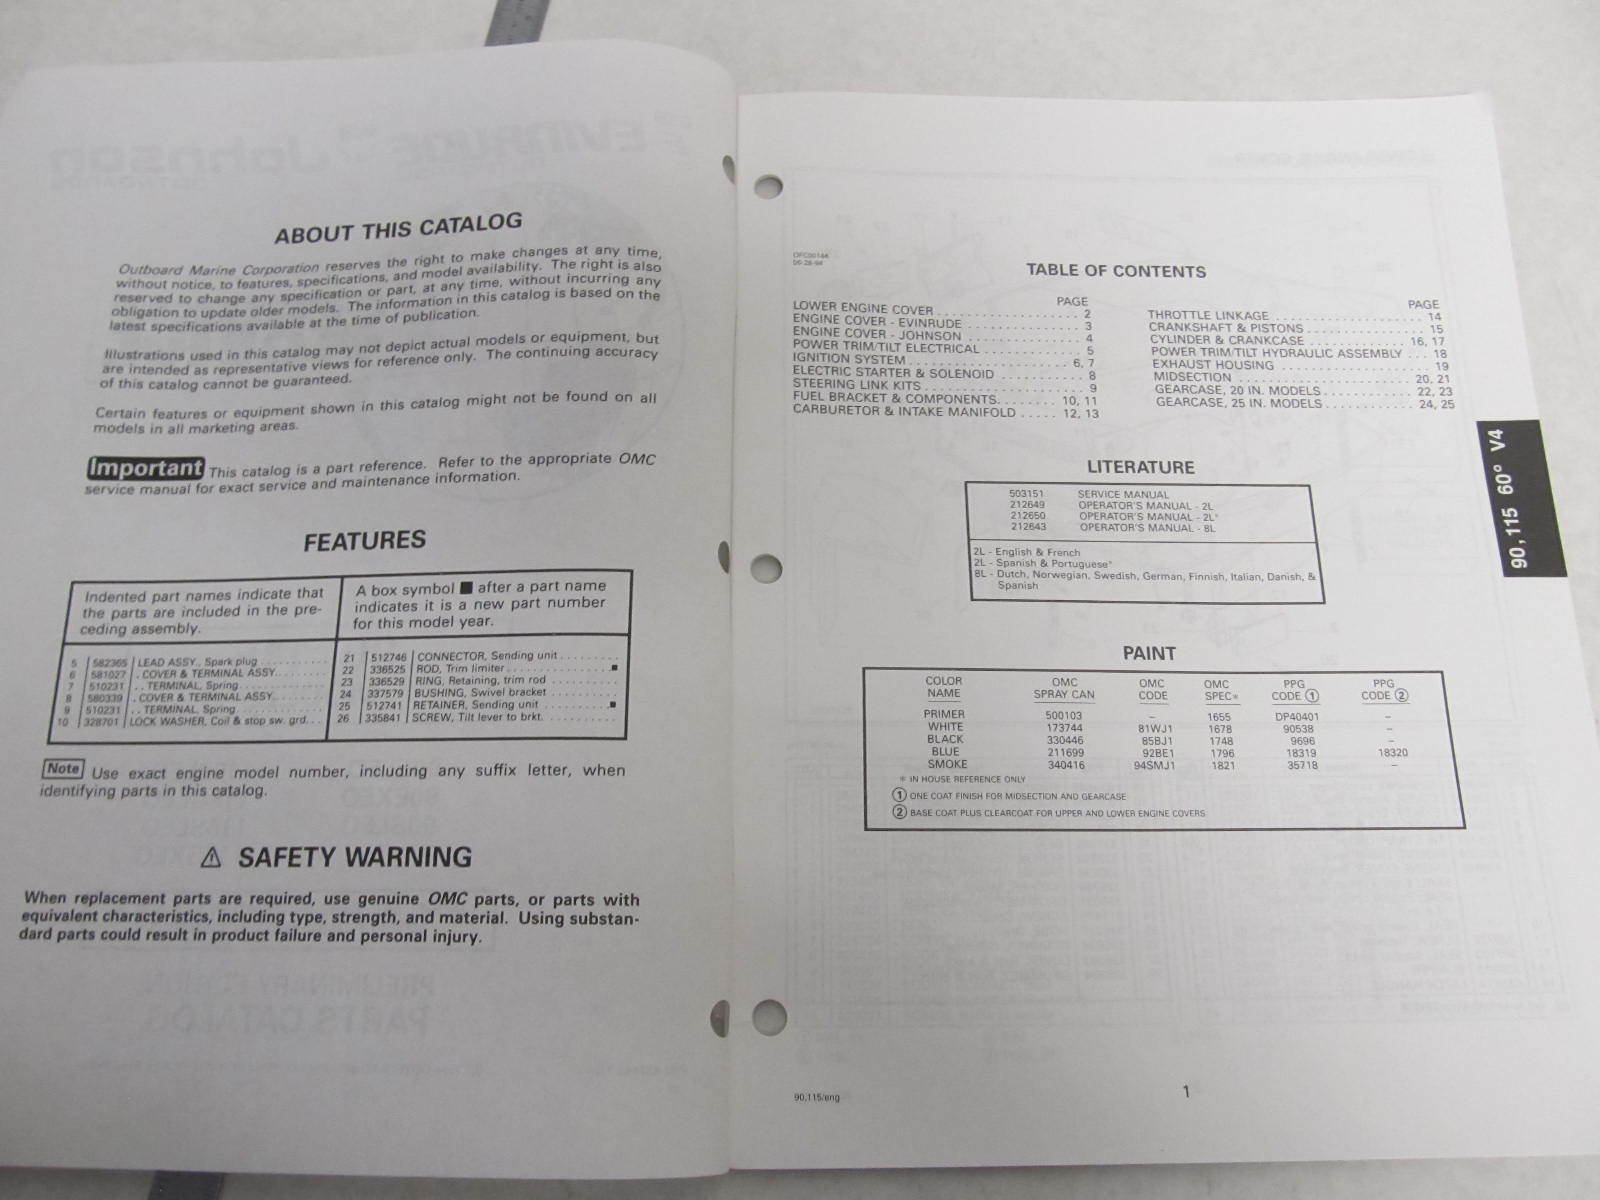 ABOUT THIS CATALOG
Outboard Marine Corporation reserves the right to make changes at any time,
without notice, to features, specifications, and model availability. The right is also
reserved to change any specification or part, at any time, without incurring any
obligation to update older models. The information in this catalog is based on the
latest specifications available at the time of publication.
Illustrations used in this catalog may not depict actual models or equipment, but
are intended as representative views for reference only. The continuing accuracy
of this catalog cannot be guaranteed.
Certain features or equipment shown in this catalog might not be found on all
models in all marketing areas.
Important This catalog is a part reference. Refer to the appropriate OMC
service manual for exact service and maintenance information.
FEATURES
Indented part names indicate that
the parts are included in the pre-
ceding assembly.
A box symbol ■ after a part name
indicates it is a new part number
for this model year.
5 582365 LEAD ASSY., Spark plug
6 581027 . COVER & TERMINAL ASSY.
7 510231 . . TERMINAL, Spring
8 580339 . COVER & TERMINAL ASSY.
9 510231 . . TERMINAL, Spring
10 328701 LOCK WASHER, Coil & stop sw. grd. . .
21 512746 CONNECTOR, Sending unit
22 336525 ROD, Trim limiter ■
23 336529 RING, Retaining, trim rod
24 337579 BUSHING, Swivel bracket
25 512741 RETAINER, Sending unit ■
26 335841 SCREW, Tilt lever to brkt.
Note Use exact engine model number, including any suffix letter, when
identifying parts in this catalog.
⚠ SAFETY WARNING
When replacement parts are required, use genuine OMC parts, or parts with
equivalent characteristics, including type, strength, and material. Using substan-
dard parts could result in product failure and personal injury.
TABLE OF CONTENTS
PAGE
LOWER ENGINE COVER 2
ENGINE COVER - EVINRUDE 3
ENGINE COVER - JOHNSON 4
POWER TRIM/TILT ELECTRICAL 5
IGNITION SYSTEM 6, 7
ELECTRIC STARTER & SOLENOID 8
STEERING LINK KITS 9
FUEL BRACKET & COMPONENTS 10, 11
CARBURETOR & INTAKE MANIFOLD 12, 13
PAGE
THROTTLE LINKAGE 14
CRANKSHAFT & PISTONS 15
CYLINDER & CRANKCASE 16, 17
POWER TRIM/TILT HYDRAULIC ASSEMBLY 18
EXHAUST HOUSING 19
MIDSECTION 20, 21
GEARCASE, 20 IN. MODELS 22, 23
GEARCASE, 25 IN. MODELS 24, 25
LITERATURE
503151 SERVICE MANUAL
212649 OPERATOR'S MANUAL - 2L
212650 OPERATOR'S MANUAL - 2L*
212643 OPERATOR'S MANUAL - 8L
2L - English & French
2L - Spanish & Portuguese*
8L - Dutch, Norwegian, Swedish, German, Finnish, Italian, Danish, &
Spanish
PAINT
COLOR NAME OMC SPRAY CAN OMC CODE OMC SPEC* PPG CODE ① PPG CODE ②
PRIMER 500103 – 1655 DP40401 –
WHITE 173744 81WJ1 1678 90538 –
BLACK 330446 85BJ1 1748 9696 –
BLUE 211699 92BE1 1796 18319 18320
SMOKE 340416 94SMJ1 1821 35718 –
* IN HOUSE REFERENCE ONLY
① ONE COAT FINISH FOR MIDSECTION AND GEARCASE
② BASE COAT PLUS CLEARCOAT FOR UPPER AND LOWER ENGINE COVERS
90,115 60° V4
90,115/eng
1